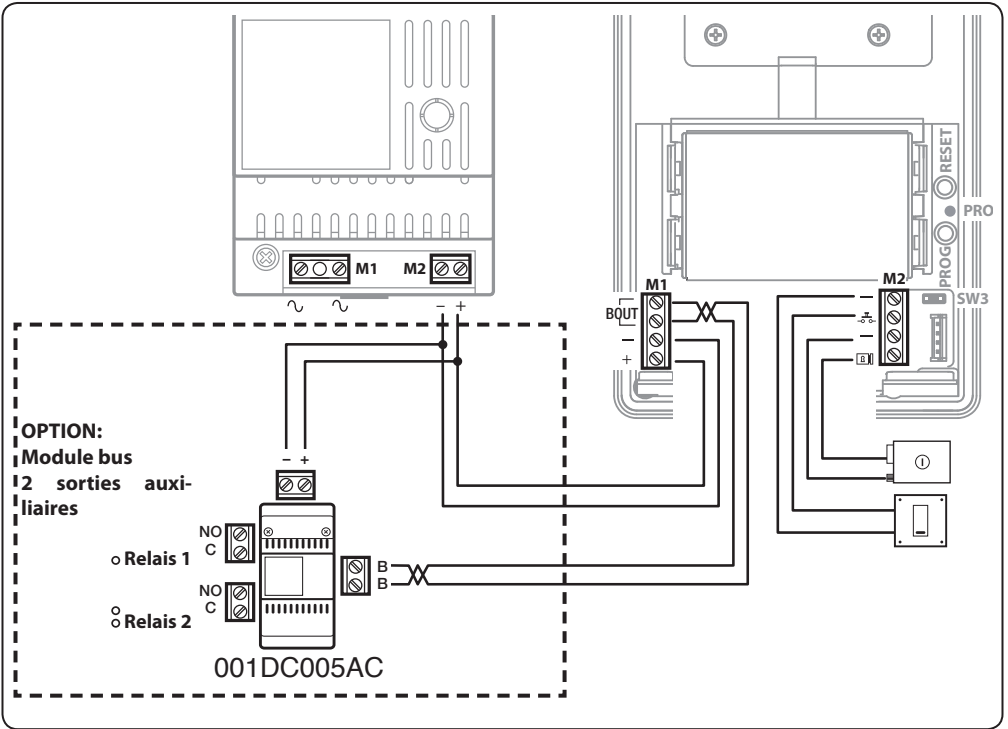 RESET
PRO
PROG
M1 M2
M1 M2
SW3
BOUT
−
+
−
−
− +
OPTION:
Module bus
2 sorties auxi-
liaires
− +
NO
C
Relais 1
NO
C
Relais 2
B
B
001DC005AC